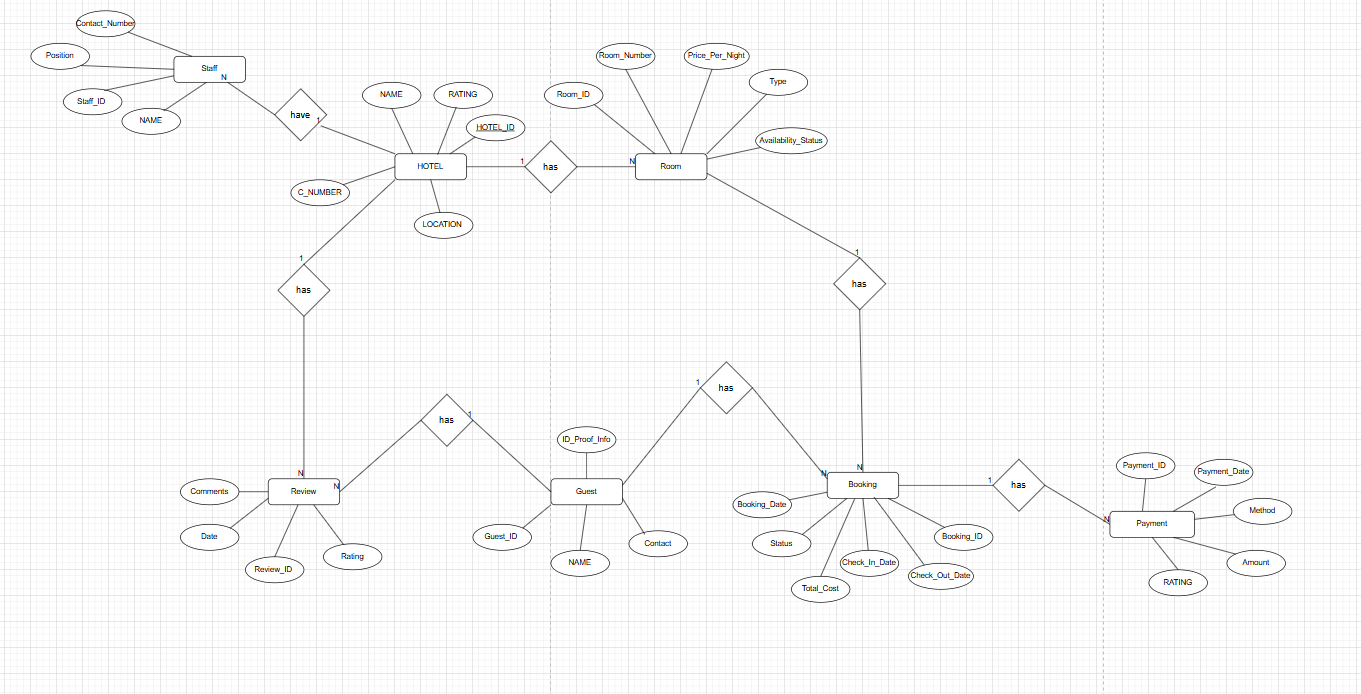 Contact_Number
Position
Staff
N
Staff_ID
NAME
have
1
NAME
RATING
HOTEL_ID
HOTEL
C_NUMBER
LOCATION
1
has
N
Room_Number
Price_Per_Night
Room_ID
Type
Availability_Status
Room
1
has
1
has
1
has
N
1
has
N
N
Review
Comments
Date
Review_ID
Rating
N
1
ID_Proof_Info
Guest
Guest_ID
NAME
Contact
Booking
Booking_Date
Status
Total_Cost
Check_In_Date
Check_Out_Date
Booking_ID
1
has
N
Payment_ID
Payment_Date
Method
Payment
Amount
RATING